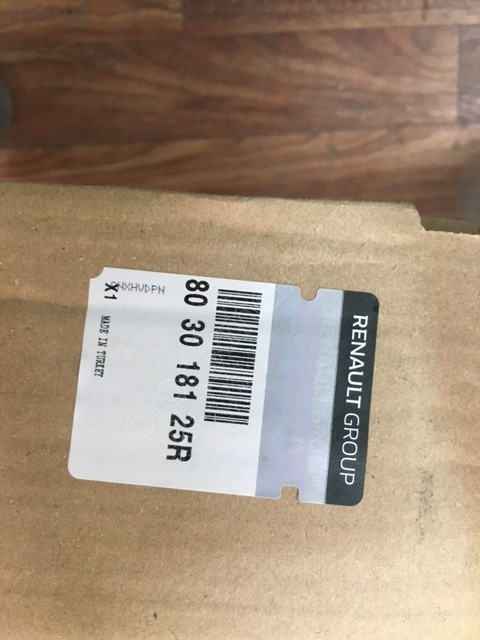 RENAULT GROUP
80 30 181 25R
X1
MADE IN TURKEY